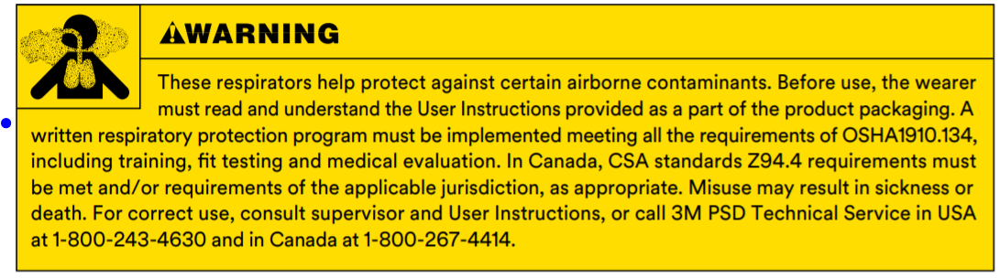 WARNING
These respirators help protect against certain airborne contaminants. Before use, the wearer
must read and understand the User Instructions provided as a part of the product packaging. A
written respiratory protection program must be implemented meeting all the requirements of OSHA1910.134,
including training, fit testing and medical evaluation. In Canada, CSA standards Z94.4 requirements must
be met and/or requirements of the applicable jurisdiction, as appropriate. Misuse may result in sickness or
death. For correct use, consult supervisor and User Instructions, or call 3M PSD Technical Service in USA
at 1-800-243-4630 and in Canada at 1-800-267-4414.